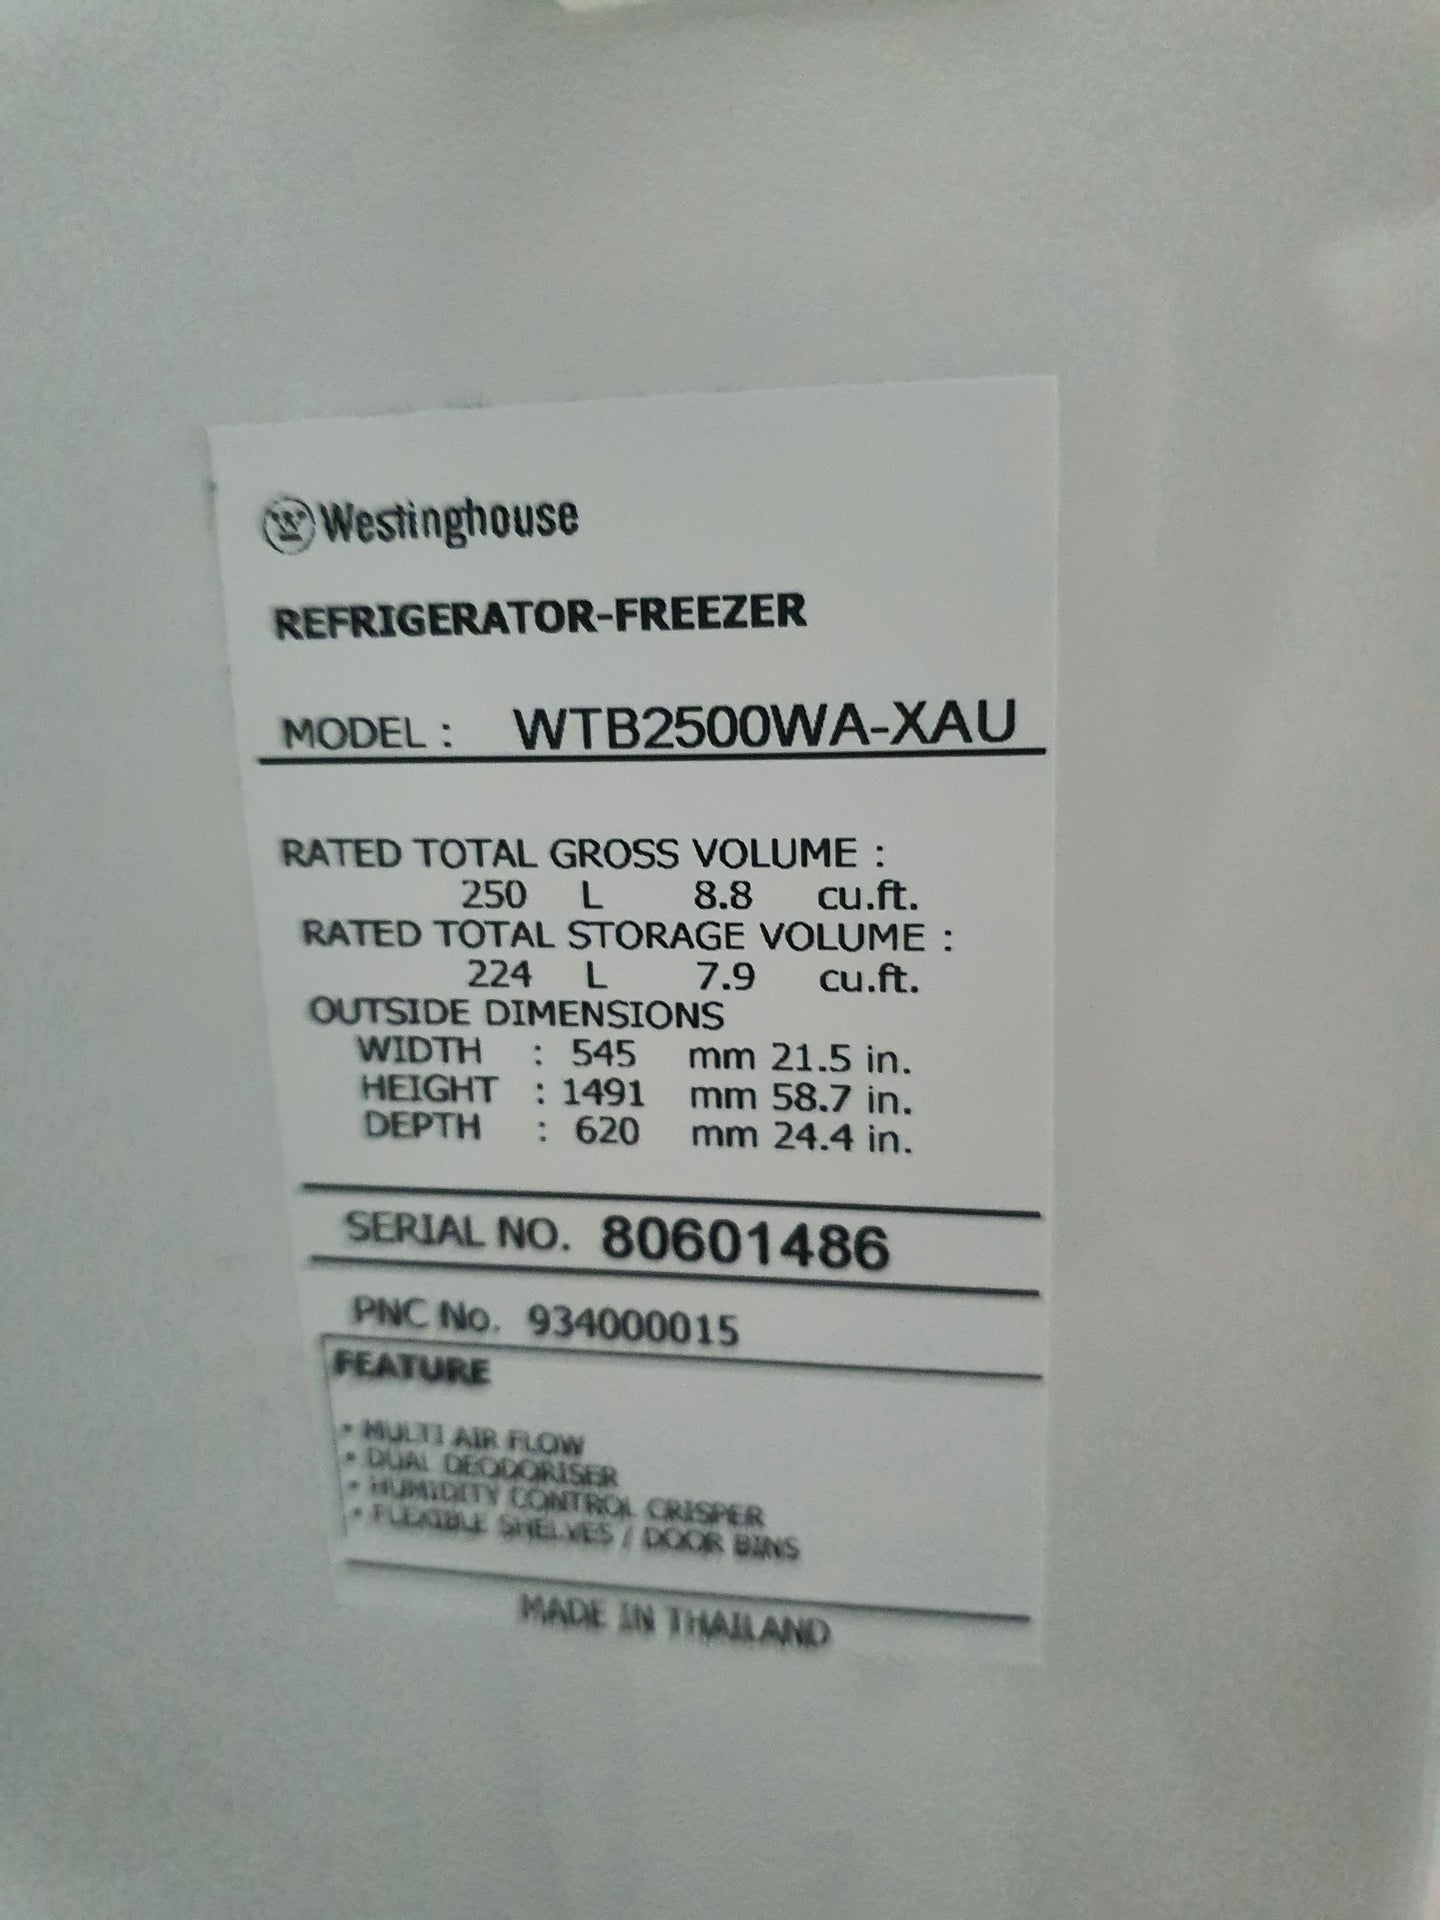 Westinghouse
REFRIGERATOR-FREEZER
MODEL : WTB2500WA-XAU
RATED TOTAL GROSS VOLUME :
250 L 8.8 cu.ft.
RATED TOTAL STORAGE VOLUME :
224 L 7.9 cu.ft.
OUTSIDE DIMENSIONS
WIDTH : 545 mm 21.5 in.
HEIGHT : 1491 mm 58.7 in.
DEPTH : 620 mm 24.4 in.
SERIAL NO. 80601486
PNC No. 934000015
FEATURE
• MULTI AIR FLOW
• DUAL DEODORISER
• HUMIDITY CONTROL CRISPER
• FLEXIBLE SHELVES / DOOR BINS
MADE IN THAILAND